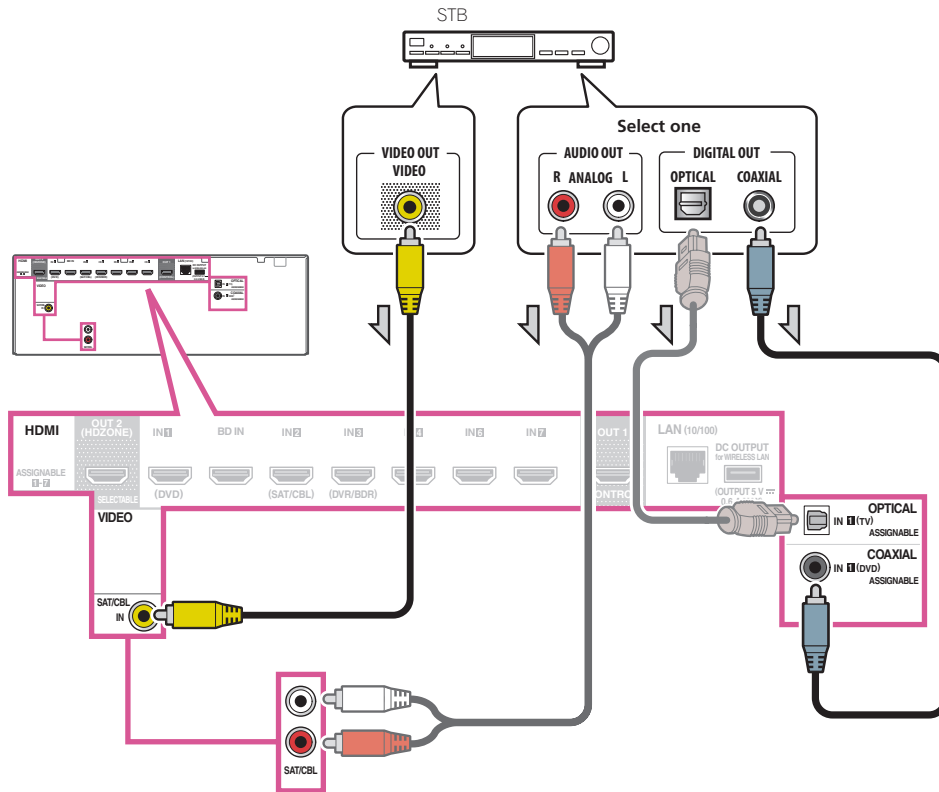 STB
Select one
VIDEO OUT
VIDEO
AUDIO OUT
R ANALOG L
DIGITAL OUT
OPTICAL COAXIAL
HDMI
ASSIGNABLE
1-7
OUT 2
(HDZONE)
SELECTABLE
IN 1
(DVD)
BD IN
IN 2
(SAT/CBL)
IN 3
(DVR/BDR)
4
IN 6
IN 7
OUT 1
LAN (10/100)
DC OUTPUT
for WIRELESS LAN
(OUTPUT 5 V
VIDEO
SAT/CBL
IN
OPTICAL
IN 1 (TV)
ASSIGNABLE
COAXIAL
IN 1 (DVD)
ASSIGNABLE
SAT/CBL